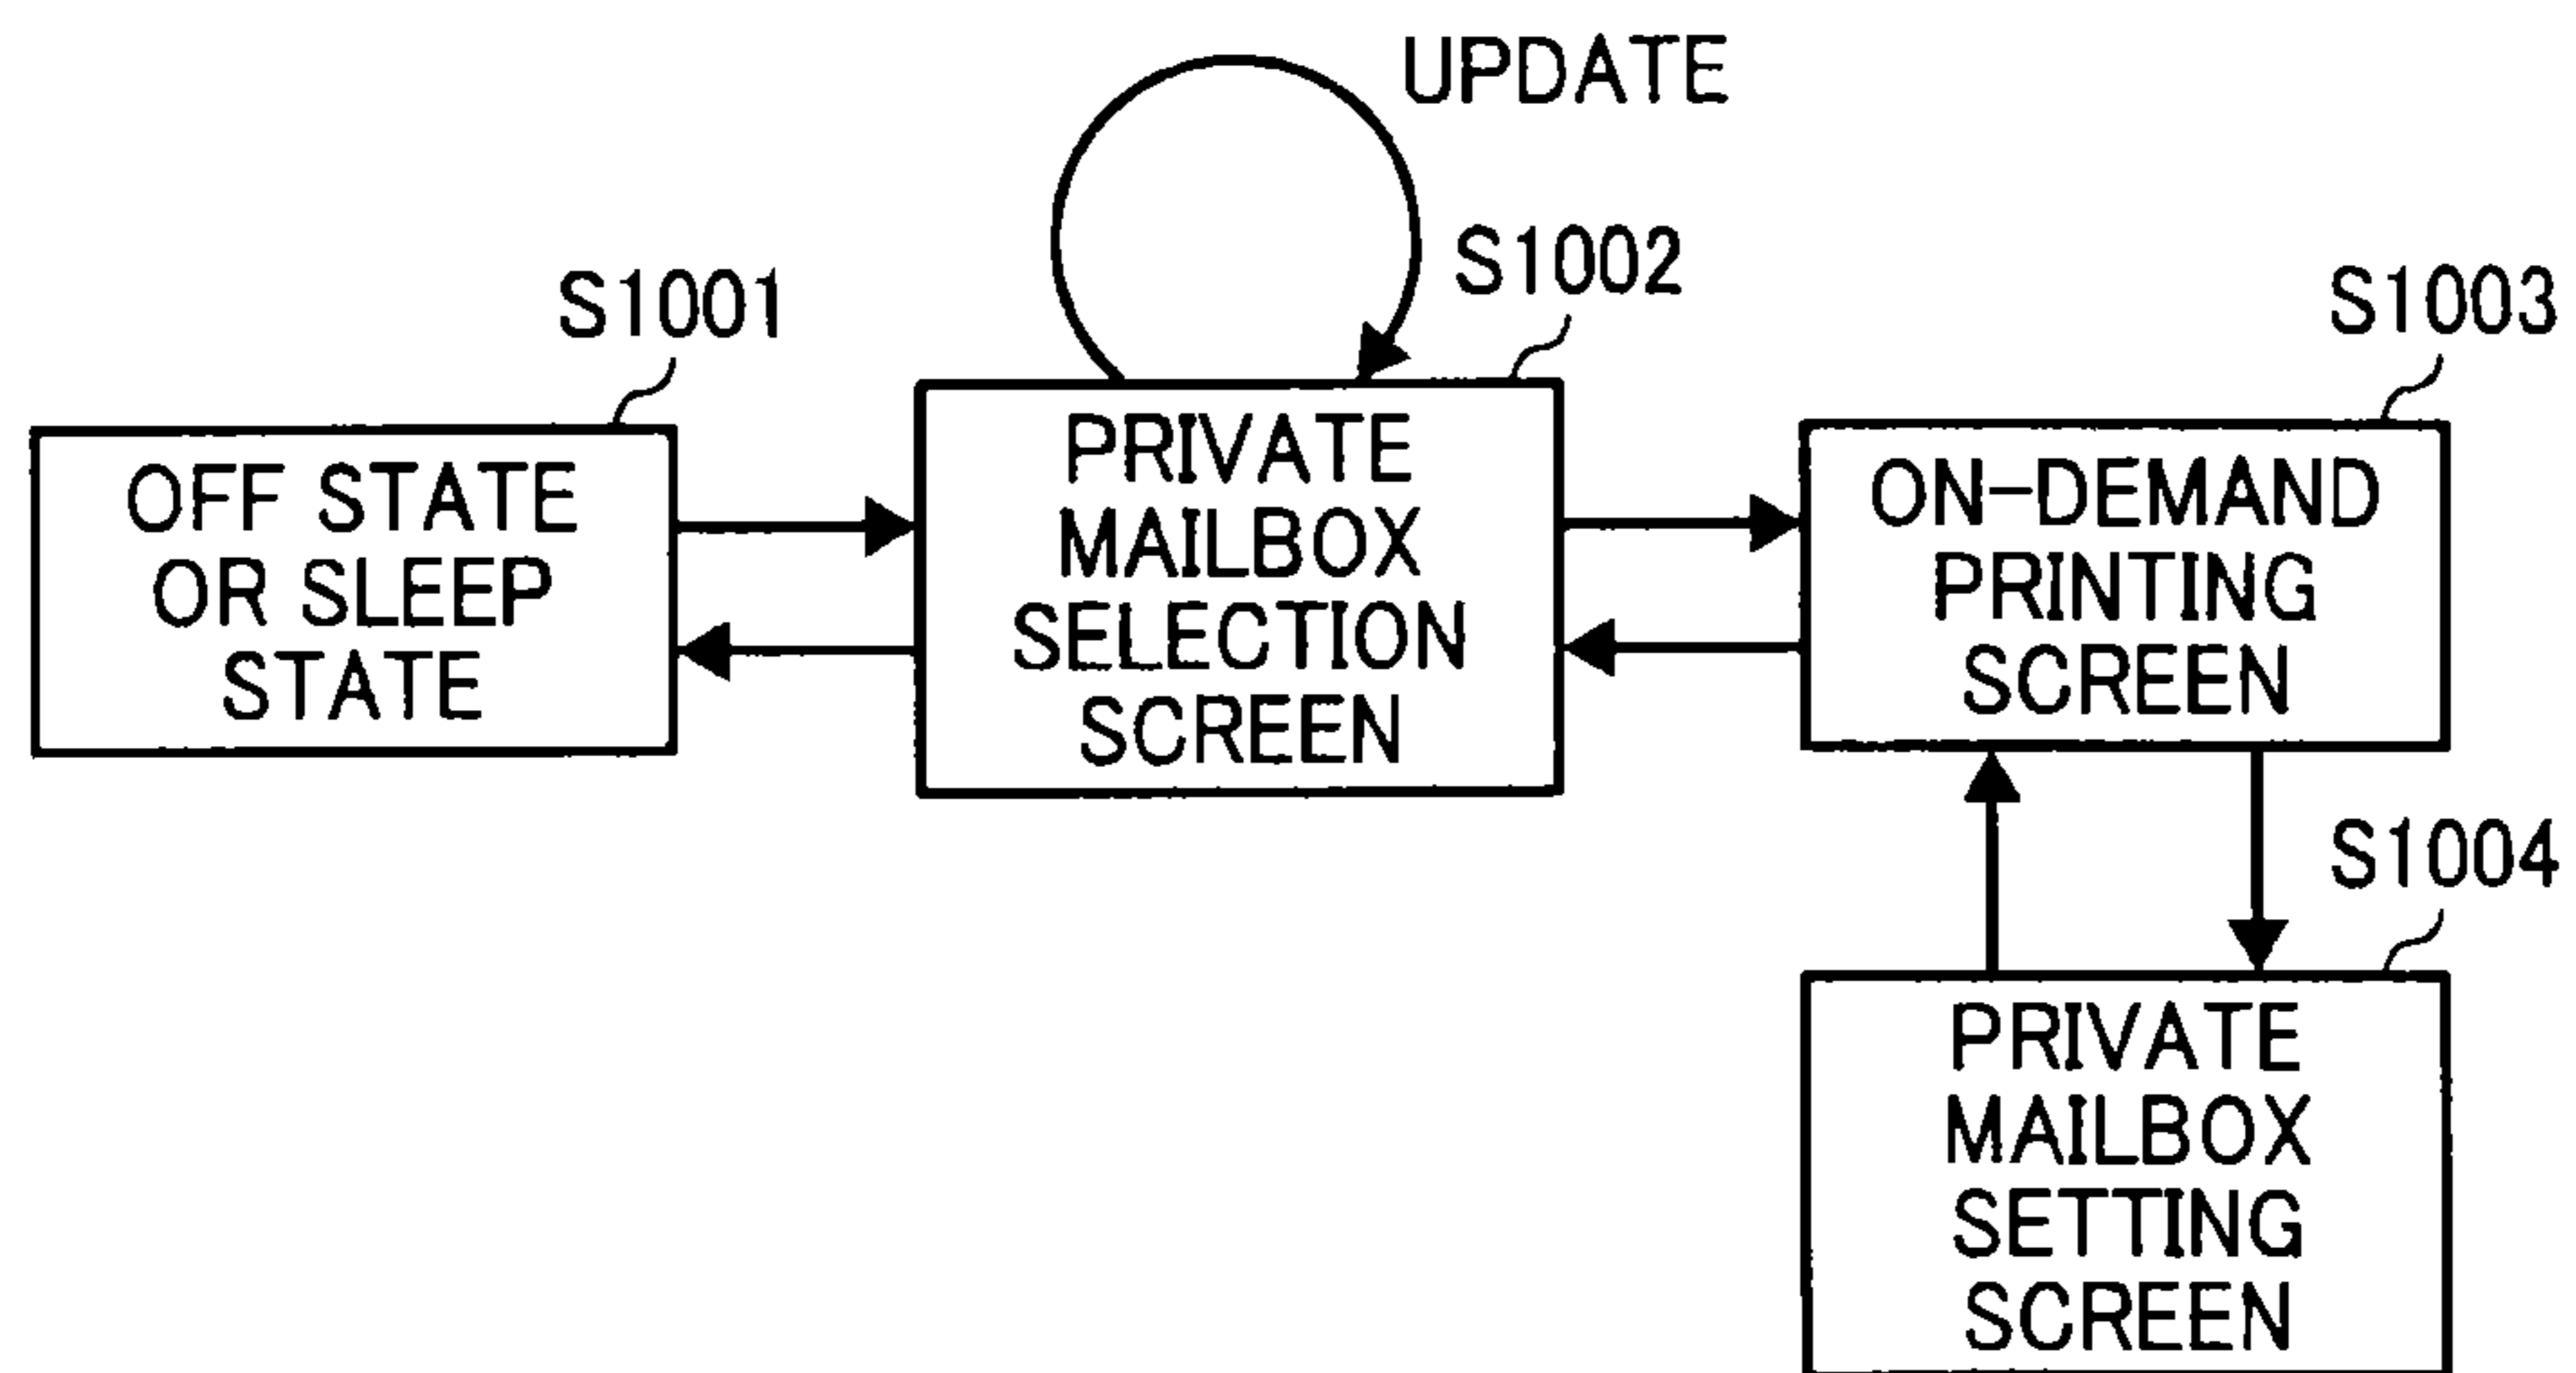 UPDATE
S1001
S1002
S1003
OFF STATE
OR SLEEP
STATE
PRIVATE
MAILBOX
SELECTION
SCREEN
ON-DEMAND
PRINTING
SCREEN
S1004
PRIVATE
MAILBOX
SETTING
SCREEN